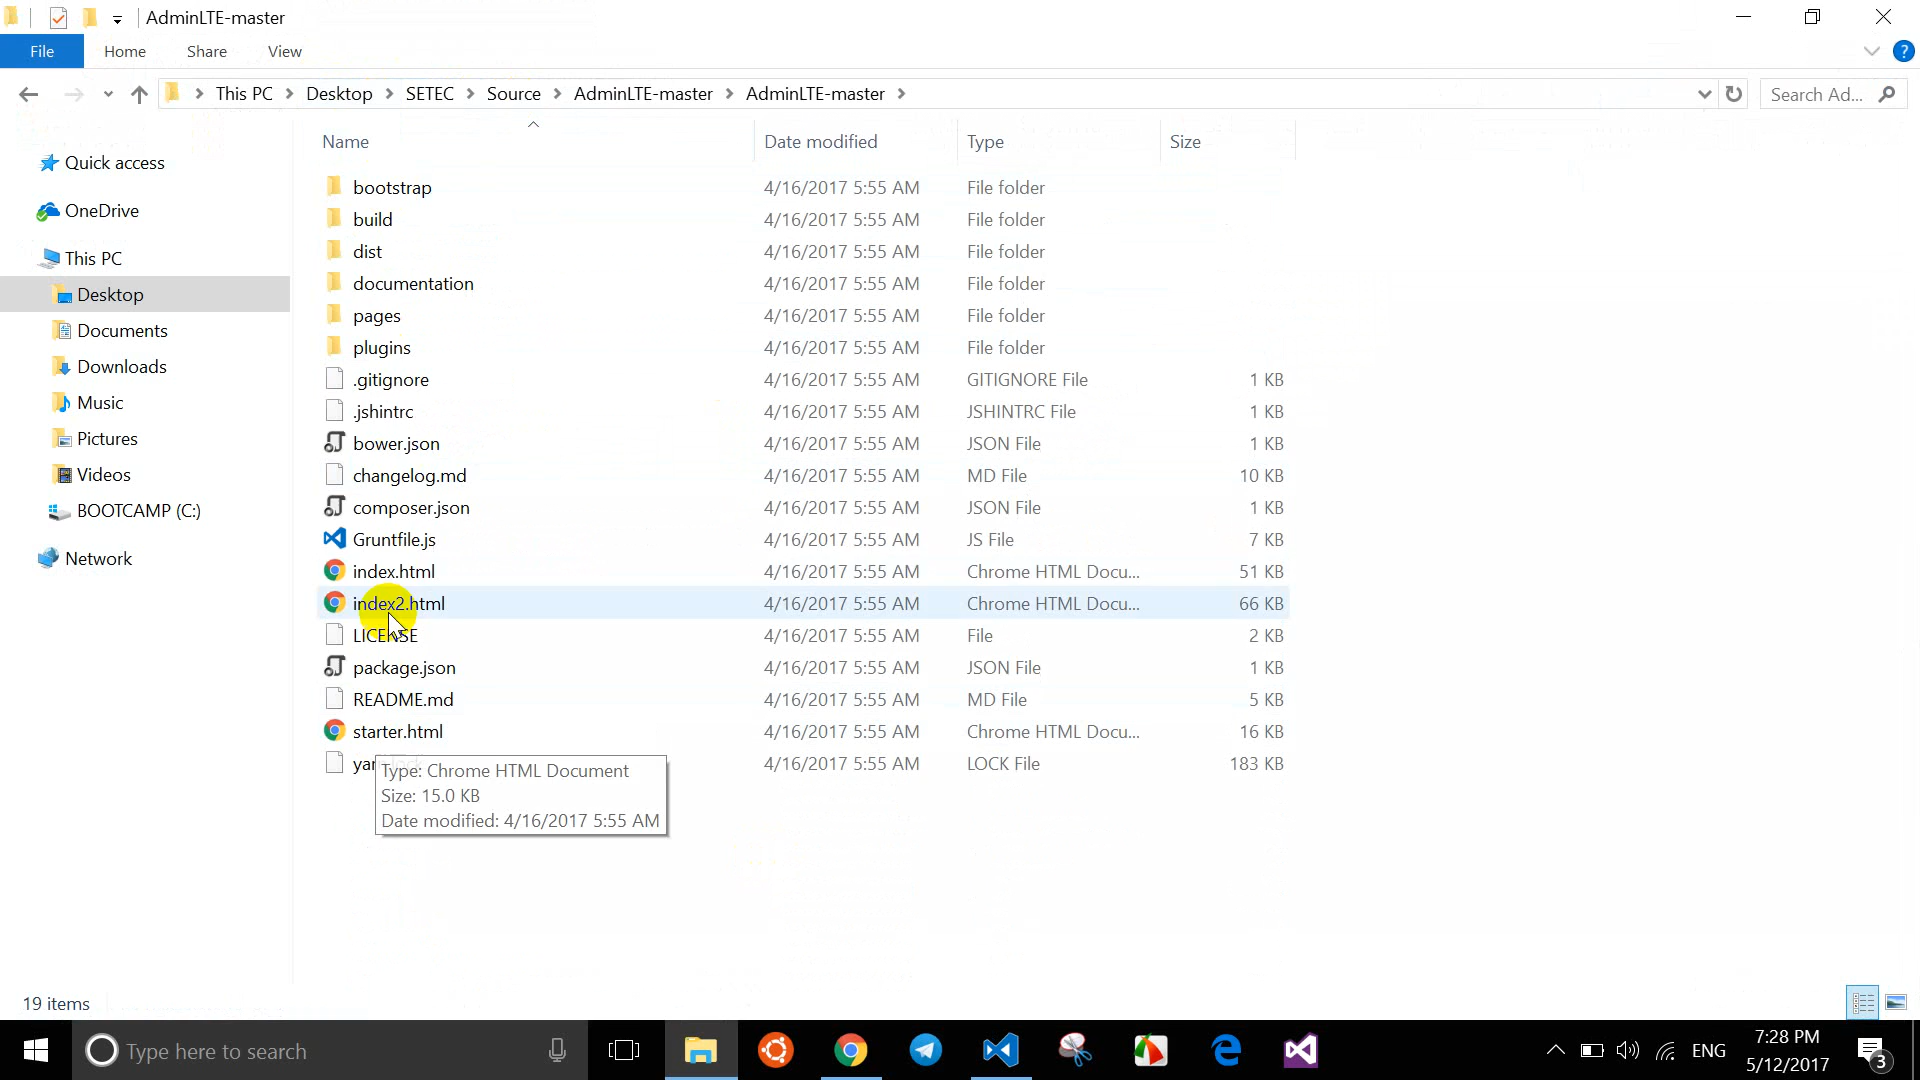 AdminLTE-master
File Home Share View
This PC Desktop SETEC Source AdminLTE-master AdminLTE-master Search Ad...
Name Date modified Type Size
Quick access
OneDrive
This PC
Desktop
Documents
Downloads
Music
Pictures
Videos
BOOTCAMP (C:)
Network
bootstrap 4/16/2017 5:55 AM File folder
build 4/16/2017 5:55 AM File folder
dist 4/16/2017 5:55 AM File folder
documentation 4/16/2017 5:55 AM File folder
pages 4/16/2017 5:55 AM File folder
plugins 4/16/2017 5:55 AM File folder
.gitignore 4/16/2017 5:55 AM GITIGNORE File 1 KB
.jshintrc 4/16/2017 5:55 AM JSHINTRC File 1 KB
bower.json 4/16/2017 5:55 AM JSON File 1 KB
changelog.md 4/16/2017 5:55 AM MD File 10 KB
composer.json 4/16/2017 5:55 AM JSON File 1 KB
Gruntfile.js 4/16/2017 5:55 AM JS File 7 KB
index.html 4/16/2017 5:55 AM Chrome HTML Docu... 51 KB
index2.html 4/16/2017 5:55 AM Chrome HTML Docu... 66 KB
LICENSE 4/16/2017 5:55 AM File 2 KB
package.json 4/16/2017 5:55 AM JSON File 1 KB
README.md 4/16/2017 5:55 AM MD File 5 KB
starter.html 4/16/2017 5:55 AM Chrome HTML Docu... 16 KB
4/16/2017 5:55 AM LOCK File 183 KB
Type: Chrome HTML Document
Size: 15.0 KB
Date modified: 4/16/2017 5:55 AM
19 items
Type here to search
ENG
7:28 PM
5/12/2017
3